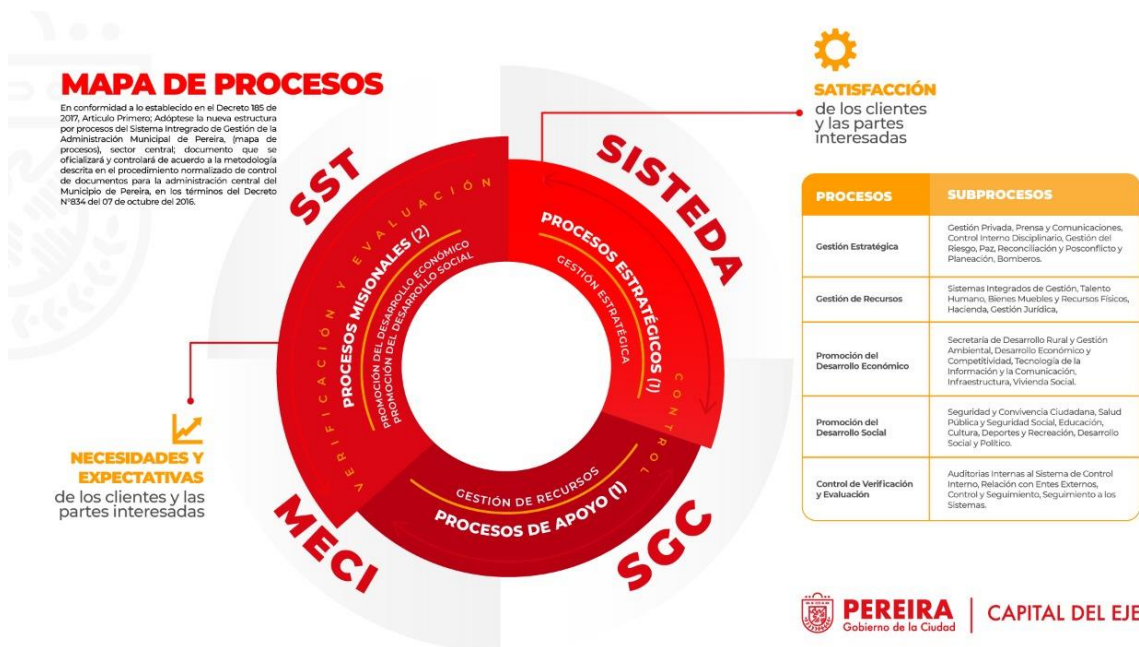 MAPA DE PROCESOS
En conformidad a lo establecido en el Decreto 185 de
2017, Articulo Primero; Adóptese la nueva estructura
por procesos del Sistema Intregrado de Gestión de la
Administración Municipal de Pereira, (mapa de
procesos), sector central; documento que se
oficializará y controlará de acuerdo a la metodología
descrita en el procedimiento normalizado de control
de documentos para la administración central del
Municipio de Pereira, en los términos del Decreto
N°834 del 07 de octubre del 2016.
SST
SISTEDA
MECI
SGC
VERIFICACIÓN Y EVALUACIÓN
CONTROL
PROCESOS MISIONALES (2)
PROMOCIÓN DEL DESARROLLO ECONÓMICO
PROMOCIÓN DEL DESARROLLO SOCIAL
PROCESOS ESTRATÉGICOS (1)
GESTIÓN ESTRATÉGICA
GESTIÓN DE RECURSOS
PROCESOS DE APOYO (1)
NECESIDADES Y
EXPECTATIVAS
de los clientes y las
partes interesadas
SATISFACCIÓN
de los clientes
y las partes
interesadas
PROCESOS
SUBPROCESOS
Gestión Estratégica
Gestión Privada, Prensa y Comunicaciones,
Control Interno Disciplinario, Gestión del
Riesgo, Paz, Reconciliación y Posconflicto y
Planeación, Bomberos.
Gestión de Recursos
Sistemas Integrados de Gestión, Talento
Humano, Bienes Muebles y Recursos Físicos,
Hacienda, Gestión Jurídica,
Promoción del
Desarrollo Económico
Secretaría de Desarrollo Rural y Gestión
Ambiental, Desarrollo Económico y
Competitividad, Tecnología de la
Información y la Comunicación,
Infraestructura, Vivienda Social.
Promoción del
Desarrollo Social
Seguridad y Convivencia Ciudadana, Salud
Pública y Seguridad Social, Educación,
Cultura, Deportes y Recreación, Desarrollo
Social y Político.
Control de Verificación
y Evaluación
Auditorias Internas al Sistema de Control
Interno, Relación con Entes Externos,
Control y Seguimiento, Seguimiento a los
Sistemas.
PEREIRA
Gobierno de la Ciudad
CAPITAL DEL EJE